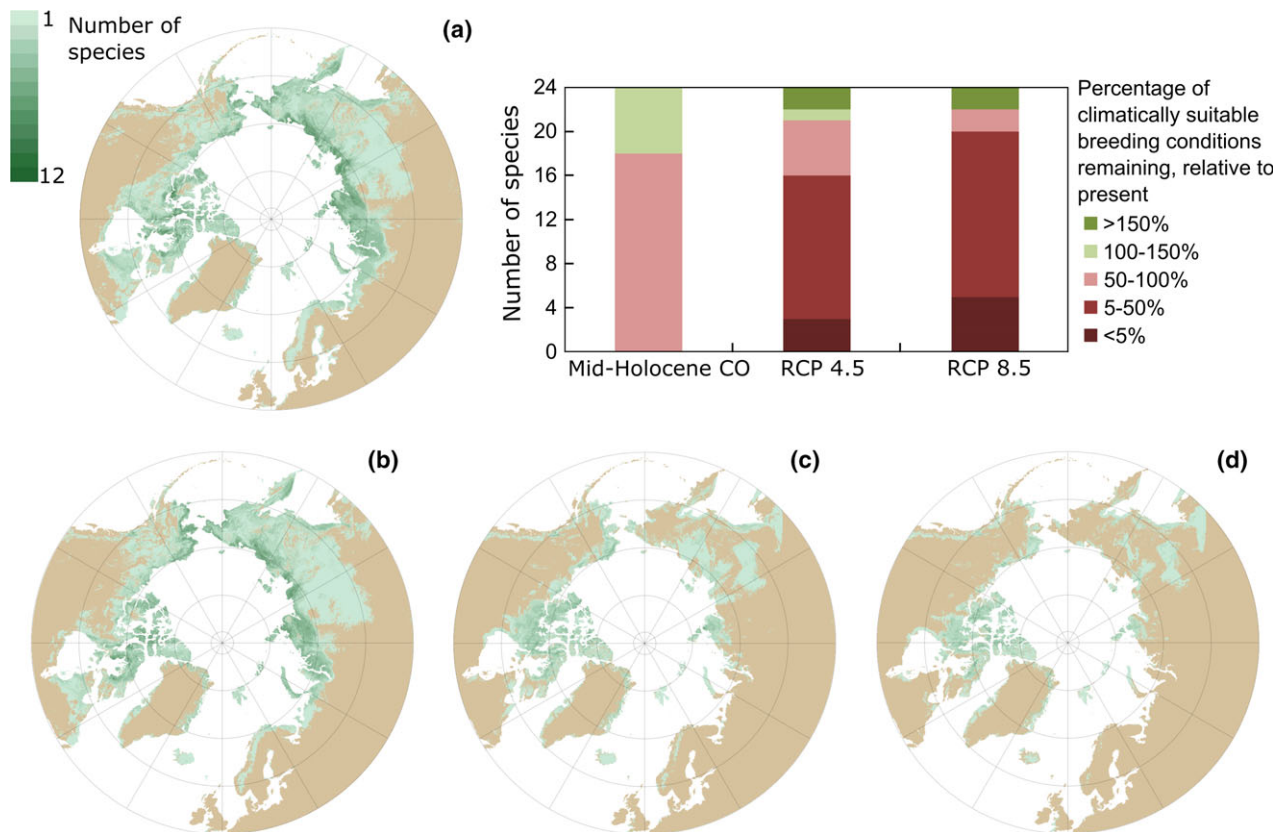 1
Number of
species
12
(a)
Number of species
24
20
16
12
8
4
0
Mid-Holocene CO
RCP 4.5
RCP 8.5
Percentage of
climatically suitable
breeding conditions
remaining, relative to
present
>150%
100-150%
50-100%
5-50%
<5%
(b)
(c)
(d)